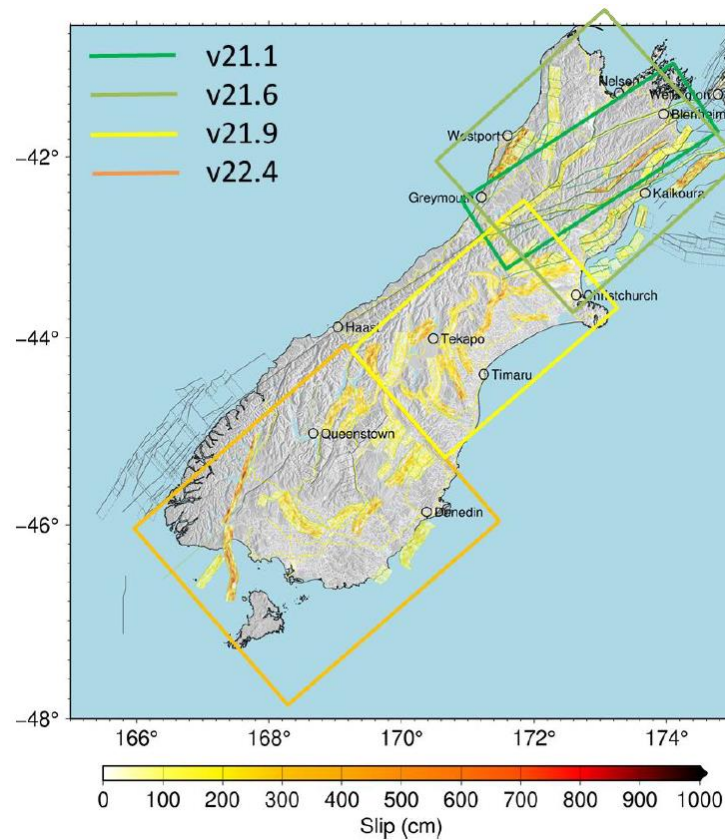 v21.1
v21.6
v21.9
v22.4
Nelson
Wellington
Blenheim
Westport
−42°
Kaikoura
Greymouth
Christchurch
Haast
−44°
Tekapo
Timaru
Queenstown
Dunedin
−46°
−48°
166° 168° 170° 172° 174°
0 100 200 300 400 500 600 700 800 900 1000
Slip (cm)